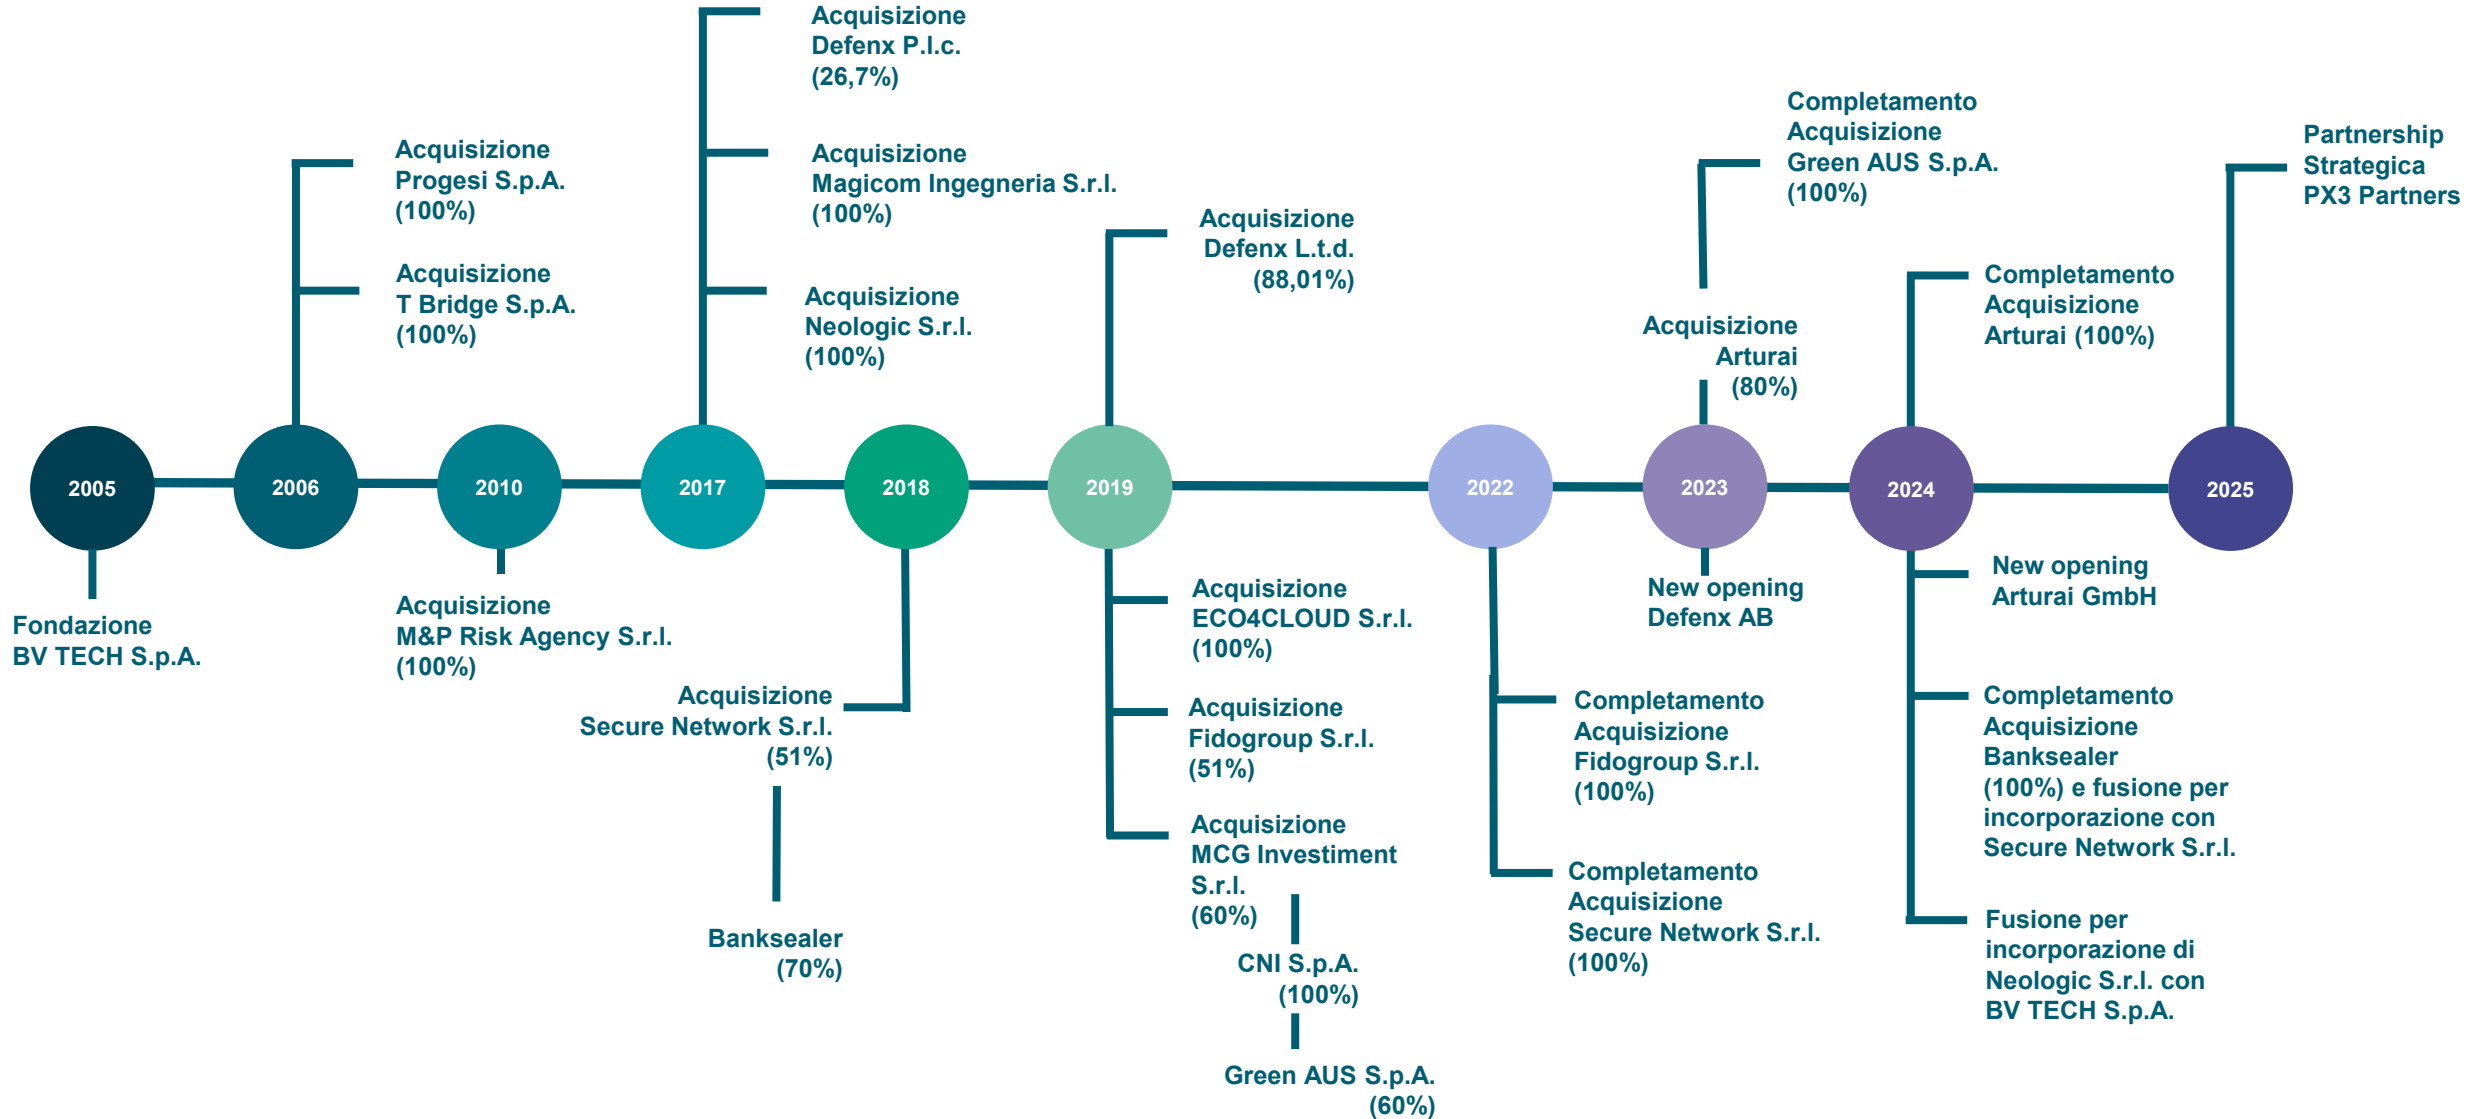 2005
Fondazione
BV TECH S.p.A.
2006
Acquisizione
Progesi S.p.A.
(100%)
Acquisizione
T Bridge S.p.A.
(100%)
2010
Acquisizione
M&P Risk Agency S.r.l.
(100%)
2017
Acquisizione
Defenx P.l.c.
(26,7%)
Acquisizione
Magicom Ingegneria S.r.l.
(100%)
Acquisizione
Neologic S.r.l.
(100%)
2018
Acquisizione
Secure Network S.r.l.
(51%)
Banksealer
(70%)
2019
Acquisizione
Defenx L.t.d.
(88,01%)
Acquisizione
ECO4CLOUD S.r.l.
(100%)
Acquisizione
Fidogroup S.r.l.
(51%)
Acquisizione
MCG Investiment
S.r.l.
(60%)
CNI S.p.A.
(100%)
Green AUS S.p.A.
(60%)
2022
Completamento
Acquisizione
Fidogroup S.r.l.
(100%)
Completamento
Acquisizione
Secure Network S.r.l.
(100%)
2023
Completamento
Acquisizione
Green AUS S.p.A.
(100%)
Acquisizione
Arturai
(80%)
New opening
Defenx AB
2024
Completamento
Acquisizione
Arturai (100%)
New opening
Arturai GmbH
Completamento
Acquisizione
Banksealer
(100%) e fusione per
incorporazione con
Secure Network S.r.l.
Fusione per
incorporazione di
Neologic S.r.l. con
BV TECH S.p.A.
2025
Partnership
Strategica
PX3 Partners